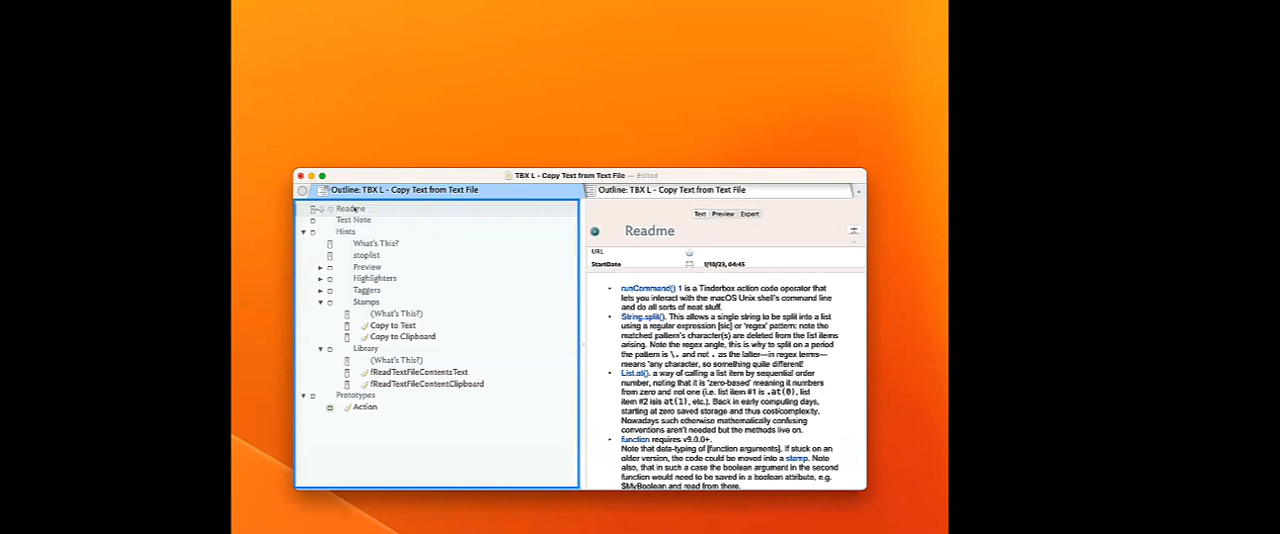 TBX L - Copy Text from Text File — Edited
Outline: TBX L - Copy Text from Text File
Outline: TBX L - Copy Text from Text File
Readme
Test Note
Hints
What's This?
stoplist
Preview
Highlighters
Taggers
Stamps
(What's This?)
Copy to Text
Copy to Clipboard
Library
(What's This?)
fReadTextFileContentsText
fReadTextFileContentClipboard
Prototypes
Action
Text Preview Expert
Readme
URL
StartDate 1/10/23, 04:45
• runCommand() 1 is a Tinderbox action code operator that
lets you interact with the macOS Unix shell's command line
and do all sorts of neat stuff.
• String.split(). This allows a single string to be split into a list
using a regular expression [sic] or 'regex' pattern: note the
matched pattern's character(s) are deleted from the list items
arising. Note the regex angle, this is why to split on a period
the pattern is \. and not . as the latter—in regex terms—
means 'any character, so something quite different!
• List.at(). a way of calling a list item by sequential order
number, noting that it is 'zero-based' meaning it numbers
from zero and not one (i.e. list item #1 is .at(0), list
item #2 isis at(1), etc.). Back in early computing days,
starting at zero saved storage and thus cost/complexity.
Nowadays such otherwise mathematically confusing
conventions aren't needed but the methods live on.
• function requires v9.0.0+.
Note that data-typing of [function arguments]. If stuck on an
older version, the code could be moved into a stamp. Note
also, that in such a case the boolean argument in the second
function would need to be saved in a boolean attribute, e.g.
$MyBoolean and read from there.